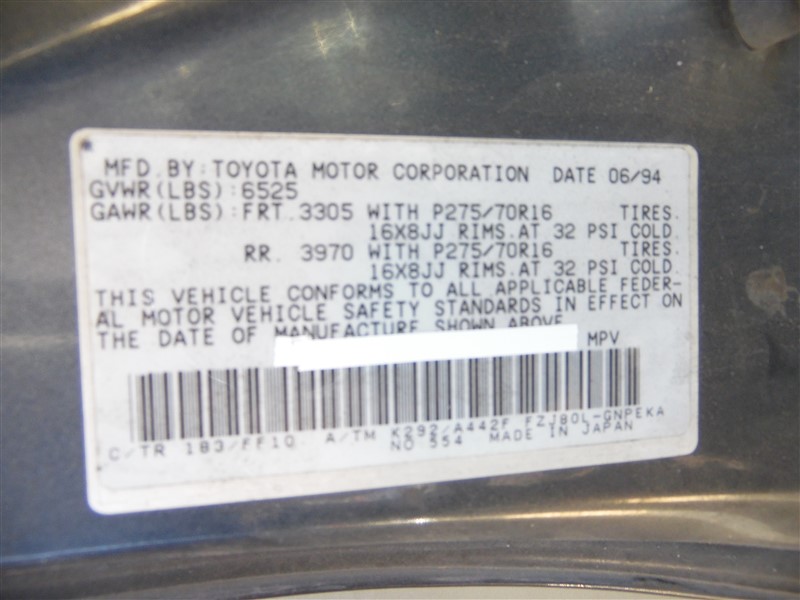 MFD.BY:TOYOTA MOTOR CORPORATION DATE 06/94
GVWR(LBS):6525
GAWR(LBS):FRT.3305 WITH P275/70R16 TIRES.
16X8JJ RIMS.AT 32 PSI COLD.
RR. 3970 WITH P275/70R16 TIRES.
16X8JJ RIMS.AT 32 PSI COLD.
THIS VEHICLE CONFORMS TO ALL APPLICABLE FEDER-
AL MOTOR VEHICLE SAFETY STANDARDS IN EFFECT ON
THE DATE OF MANUFACTURE SHOWN ABOVE.
MPV
C/TR 183/FF10 A/TM K292/A442F FZJ80L-GNPEKA
NO 554 MADE IN JAPAN